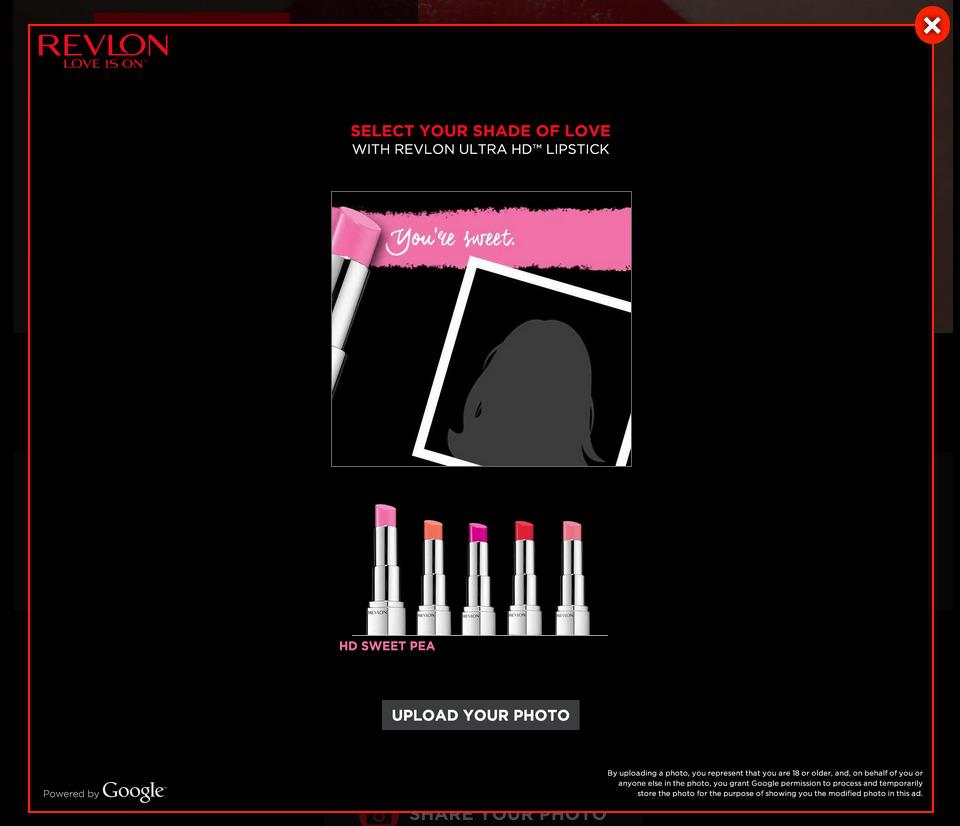 REVLON
LOVE IS ON™
SELECT YOUR SHADE OF LOVE
WITH REVLON ULTRA HD™ LIPSTICK
You're sweet.
REVLON REVLON REVLON REVLON REVLON
HD SWEET PEA
UPLOAD YOUR PHOTO
By uploading a photo, you represent that you are 18 or older, and, on behalf of you or
anyone else in the photo, you grant Google permission to process and temporarily
store the photo for the purpose of showing you the modified photo in this ad.
Powered by Google™
SHARE YOUR PHOTO